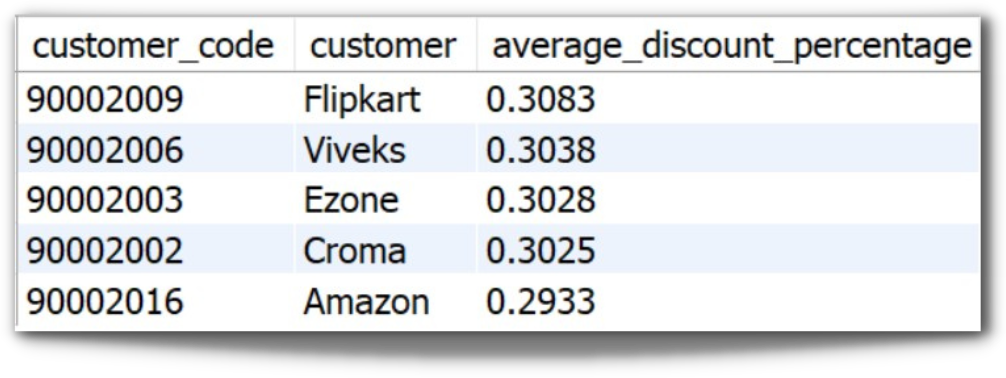 customer_code customer average_discount_percentage
90002009 Flipkart 0.3083
90002006 Viveks 0.3038
90002003 Ezone 0.3028
90002002 Croma 0.3025
90002016 Amazon 0.2933